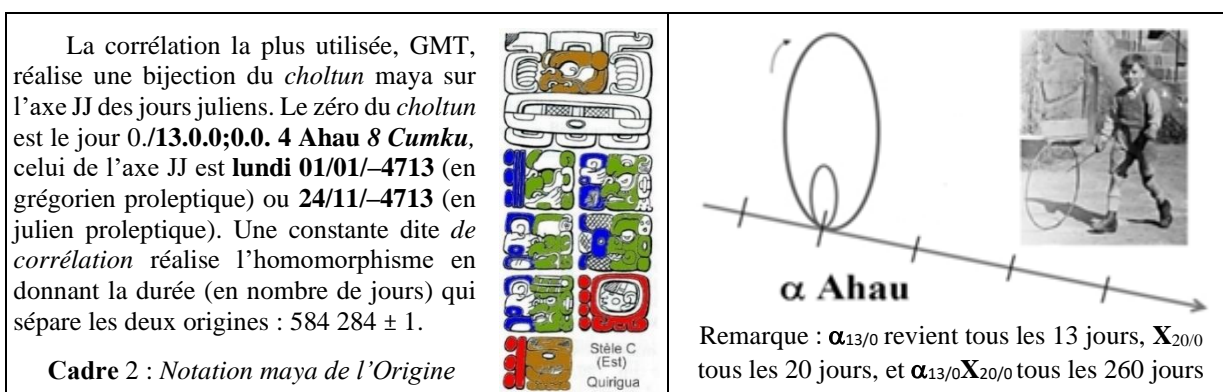 La corrélation la plus utilisée, GMT,
réalise une bijection du choltun maya sur
l’axe JJ des jours juliens. Le zéro du choltun
est le jour 0./13.0.0;0.0. 4 Ahau 8 Cumku,
celui de l’axe JJ est lundi 01/01/–4713 (en
grégorien proleptique) ou 24/11/–4713 (en
julien proleptique). Une constante dite de
corrélation réalise l’homomorphisme en
donnant la durée (en nombre de jours) qui
sépare les deux origines : 584 284 ± 1.
Cadre 2 : Notation maya de l’Origine
Stèle C
(Est)
Quirigua
α Ahau
Remarque : α13/0 revient tous les 13 jours, X20/0
tous les 20 jours, et α13/0X20/0 tous les 260 jours